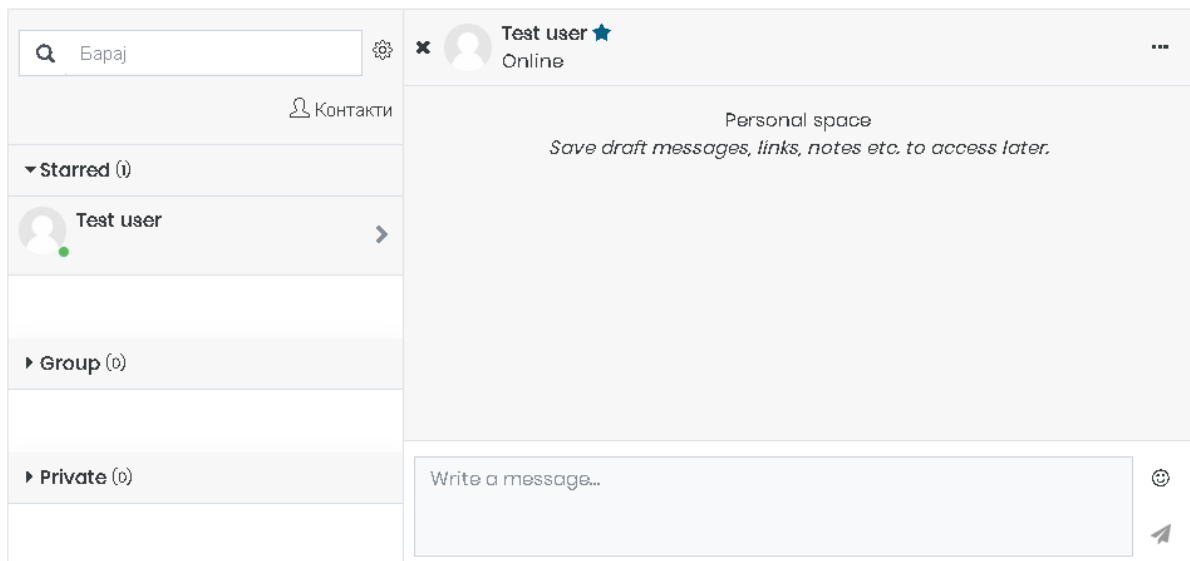 Барај
Контакти
Starred (1)
Test user
Group (0)
Private (0)
Test user
Online
Personal space
Save draft messages, links, notes etc. to access later.
Write a message...